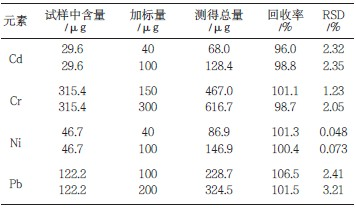 元素 试样中含量/μg 加标量/μg 测得总量/μg 回收率/% RSD/%
Cd 29.6 40 68.0 96.0 2.32
29.6 100 128.4 98.8 2.35
Cr 315.4 150 467.0 101.1 1.23
315.4 300 616.7 98.7 2.05
Ni 46.7 40 86.9 101.3 0.048
46.7 100 146.9 100.4 0.073
Pb 122.2 100 228.7 106.5 2.41
122.2 200 324.5 101.5 3.21